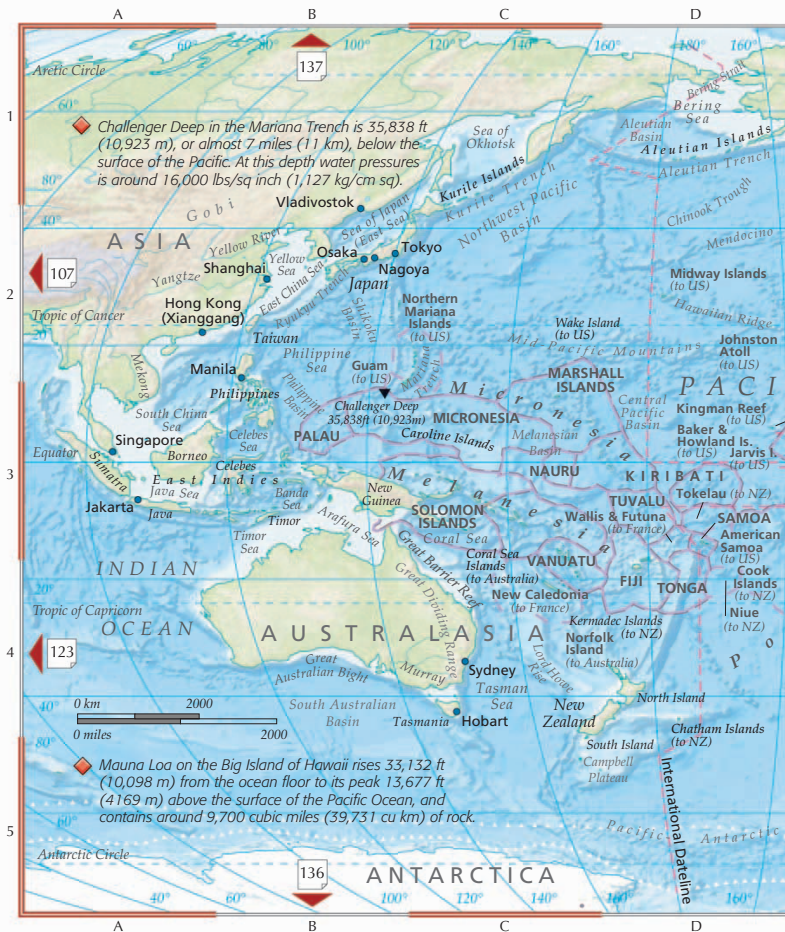 A B C D
60° 80° 100° 120° 140° 160° 180° 160°
137
Arctic Circle
Bering Strait
1
60°
Bering
Sea
Challenger Deep in the Mariana Trench is 35,838 ft
(10,923 m), or almost 7 miles (11 km), below the
surface of the Pacific. At this depth water pressures
is around 16,000 lbs/sq inch (1,127 kg/cm sq).
Sea of
Okhotsk
Aleutian
Basin
Aleutian Islands
Aleutian Trench
80°
Kurile Islands
Kurile Trench
Northwest Pacific
Basin
Chinook Trough
Gobi
Vladivostok
Sea of Japan
(East Sea)
40°
Mendocino
ASIA
Yellow River
Yellow
Sea
Osaka
Tokyo
Nagoya
Japan
107
Shanghai
Yangtze
East China Sea
Ryukyu Trench
Shikoku
Basin
Midway Islands
(to US)
2
Hong Kong
(Xianggang)
Northern
Mariana
Islands
(to US)
Hawaiian Ridge
Tropic of Cancer
20°
Taiwan
Wake Island
(to US)
Mid Pacific Mountains
Johnston
Atoll
(to US)
Philippine
Sea
Manila
Philippines
Guam
(to US)
Mariana
Trench
MARSHALL
ISLANDS
PACI
Mekong
Philippine
Basin
Challenger Deep
35,838ft (10,923m)
Micronesia
MICRONESIA
Central
Pacific
Basin
Kingman Reef
(to US)
South China
Sea
PALAU
Caroline Islands
Melanesian
Basin
Baker &
Howland Is.
(to US)
Jarvis I.
(to US)
Singapore
Celebes
Sea
Equator
Borneo
Celebes
NAURU
KIRIBATI
3
Sumatra
East Indies
Java Sea
Banda
Sea
New
Guinea
Melanesia
TUVALU
Tokelau (to NZ)
Jakarta
Java
Timor
Arafura Sea
SOLOMON
ISLANDS
Wallis & Futuna
(to France)
SAMOA
American
Samoa
(to US)
Timor
Sea
Coral Sea
Coral Sea
Islands
(to Australia)
VANUATU
INDIAN
Great Barrier Reef
Great Dividing Range
FIJI
TONGA
Cook
Islands
(to NZ)
20°
New Caledonia
(to France)
Niue
(to NZ)
Tropic of Capricorn
OCEAN
AUSTRALASIA
Kermadec Islands
(to NZ)
Norfolk
Island
(to Australia)
Po
123
4
Great
Australian Bight
Murray
Sydney
Lord Howe
Rise
0 km 2000
0 miles 2000
40°
South Australian
Basin
Tasman
Sea
Tasmania
Hobart
New
Zealand
North Island
80°
South Island
Chatham Islands
(to NZ)
Mauna Loa on the Big Island of Hawaii rises 33,132 ft
(10,098 m) from the ocean floor to its peak 13,677 ft
(4169 m) above the surface of the Pacific Ocean, and
contains around 9,700 cubic miles (39,731 cu km) of rock.
Campbell
Plateau
International Dateline
5
60°
Pacific Antarctic
Antarctic Circle
136
ANTARCTICA
40° 60° 80° 100° 120° 140° 160° 180° 160°
A B C D